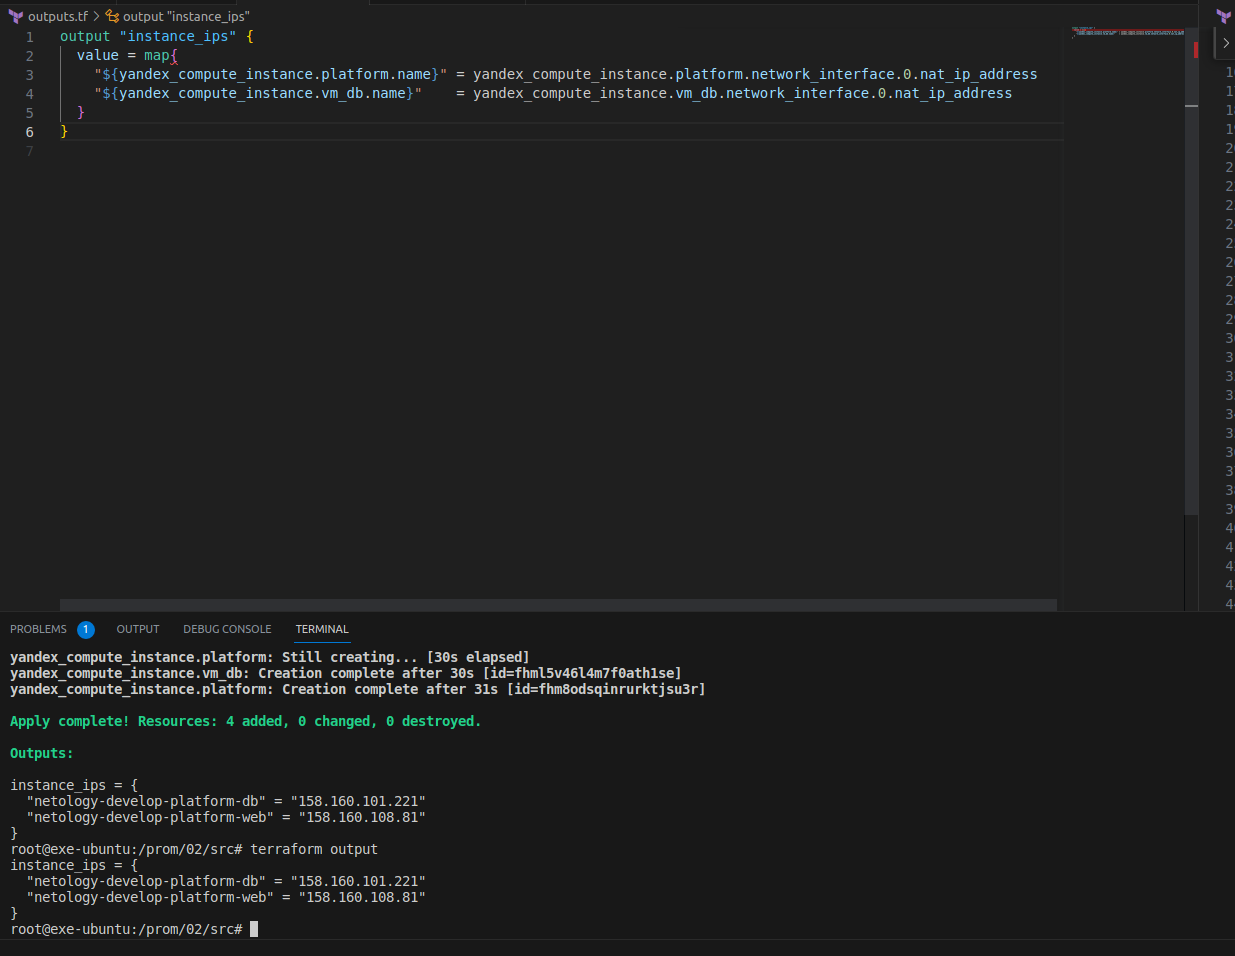 outputs.tf > output "instance_ips"
1 output "instance_ips" {
2 value = map{
3 "${yandex_compute_instance.platform.name}" = yandex_compute_instance.platform.network_interface.0.nat_ip_address
4 "${yandex_compute_instance.vm_db.name}" = yandex_compute_instance.vm_db.network_interface.0.nat_ip_address
5 }
6 }
7
PROBLEMS 1 OUTPUT DEBUG CONSOLE TERMINAL
yandex_compute_instance.platform: Still creating... [30s elapsed]
yandex_compute_instance.vm_db: Creation complete after 30s [id=fhml5v46l4m7f0ath1se]
yandex_compute_instance.platform: Creation complete after 31s [id=fhm8odsqinrurktjsu3r]
Apply complete! Resources: 4 added, 0 changed, 0 destroyed.
Outputs:
instance_ips = {
"netology-develop-platform-db" = "158.160.101.221"
"netology-develop-platform-web" = "158.160.108.81"
}
root@exe-ubuntu:/prom/02/src# terraform output
instance_ips = {
"netology-develop-platform-db" = "158.160.101.221"
"netology-develop-platform-web" = "158.160.108.81"
}
root@exe-ubuntu:/prom/02/src#